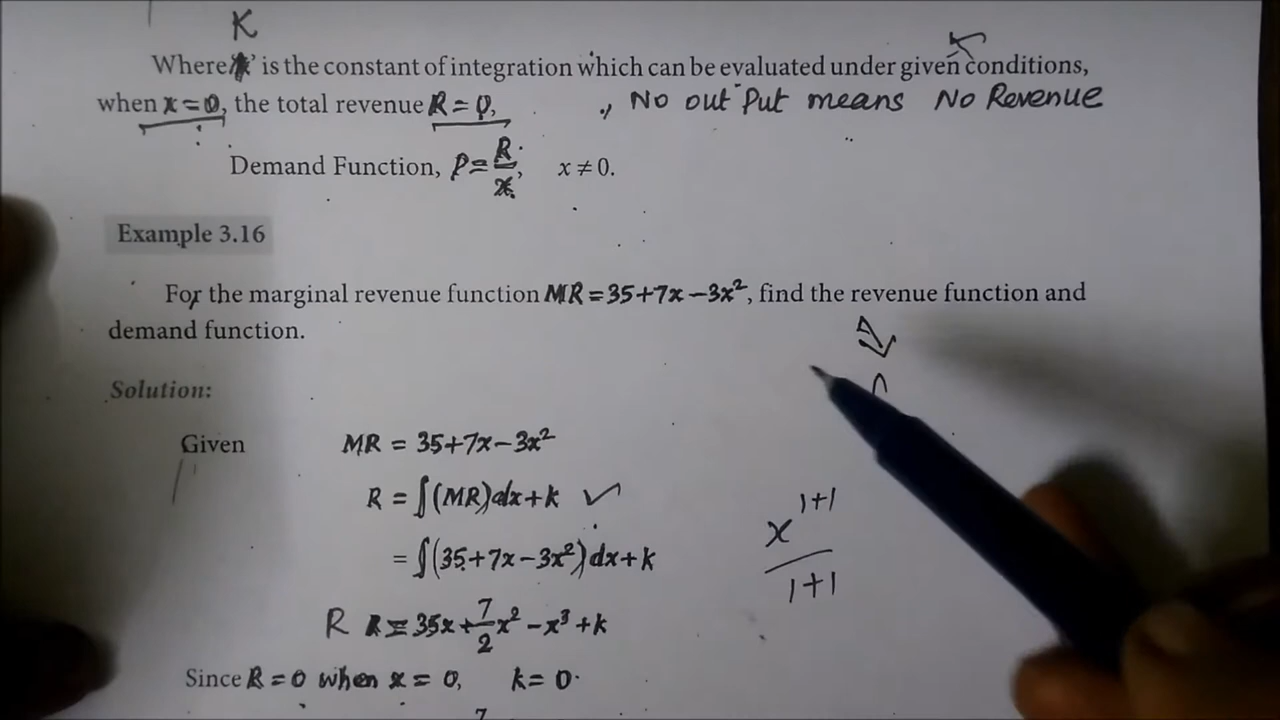 K
Where 'k' is the constant of integration which can be evaluated under given conditions,
when x = 0, the total revenue R = 0, ., No out Put means No Revenue
Demand Function, P = R/x, x ≠ 0.
Example 3.16
For the marginal revenue function MR = 35 + 7x − 3x², find the revenue function and
demand function.
Solution:
Given MR = 35 + 7x − 3x²
R = ∫(MR)dx + k ✓
= ∫(35 + 7x − 3x²)dx + k
x^(1+1)/(1+1)
R R = 35x + 7/2 x² − x³ + k
Since R = 0 when x = 0, k = 0.
7